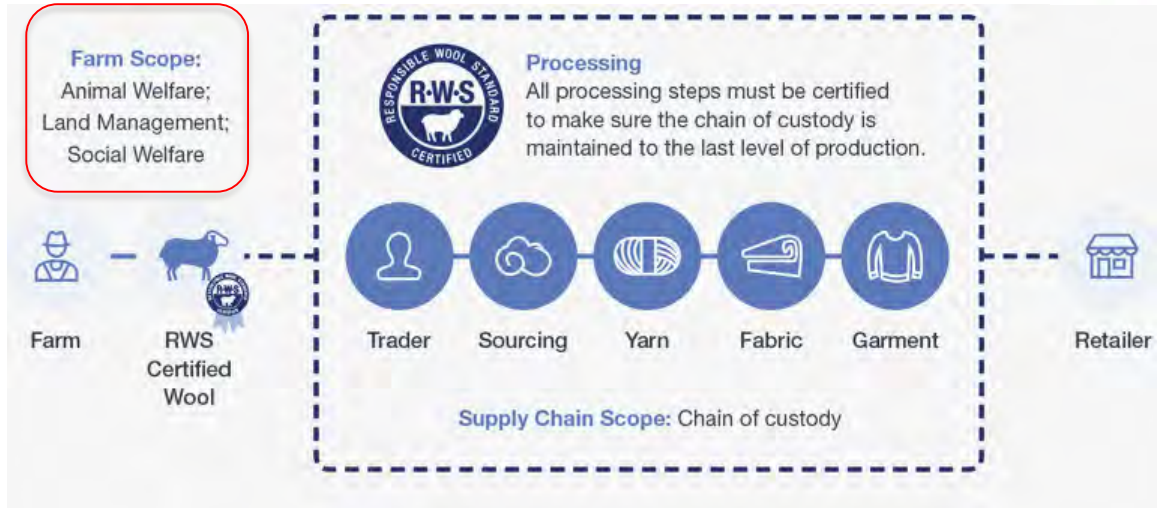 Farm Scope:
Animal Welfare;
Land Management;
Social Welfare
RESPONSIBLE WOOL STANDARD
R·W·S
CERTIFIED
Processing
All processing steps must be certified
to make sure the chain of custody is
maintained to the last level of production.
R·W·S
Farm
RWS
Certified
Wool
Trader
Sourcing
Yarn
Fabric
Garment
Retailer
Supply Chain Scope: Chain of custody